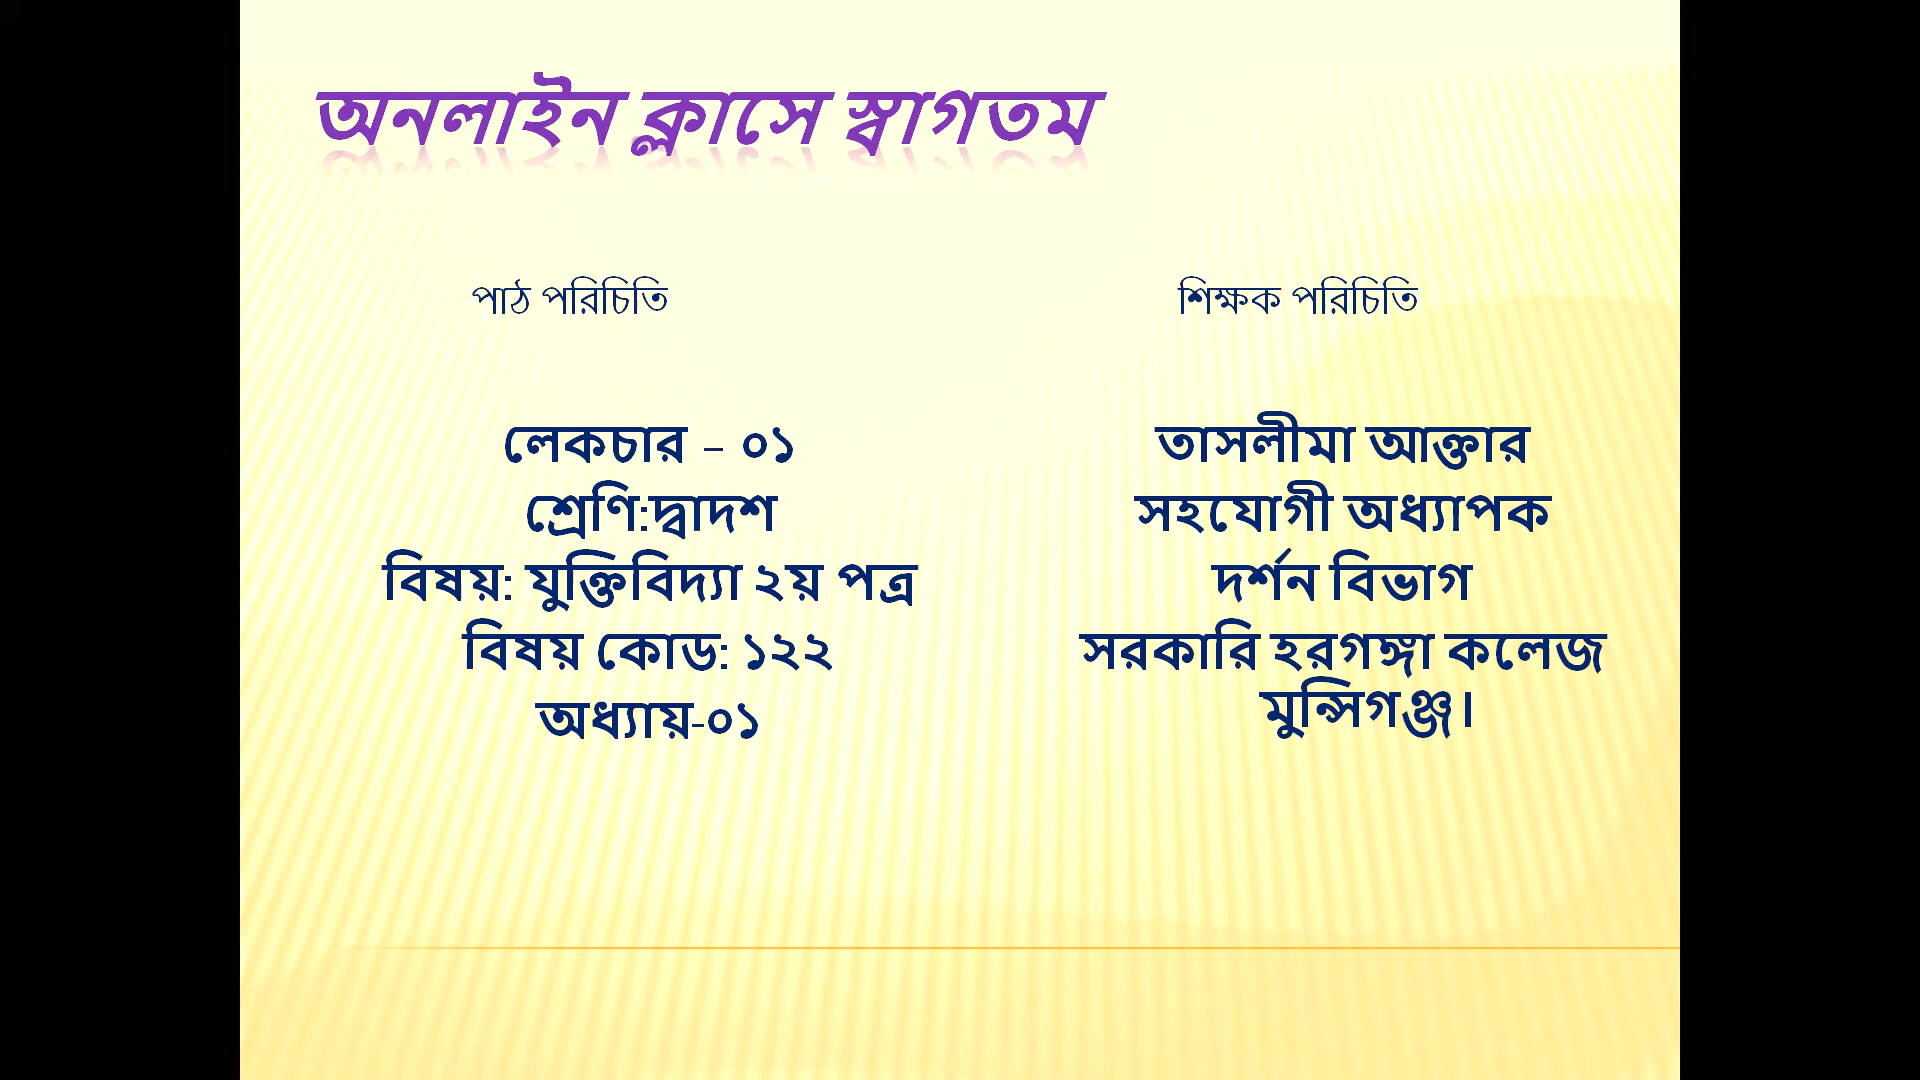 অনলাইন ক্লাসে স্বাগতম
পাঠ পরিচিতি
লেকচার – ০১
শ্রেণি:দ্বাদশ
বিষয়: যুক্তিবিদ্যা ২য় পত্র
বিষয় কোড: ১২২
অধ্যায়-০১
শিক্ষক পরিচিতি
তাসলীমা আক্তার
সহযোগী অধ্যাপক
দর্শন বিভাগ
সরকারি হরগঙ্গা কলেজ
মুন্সিগঞ্জ।